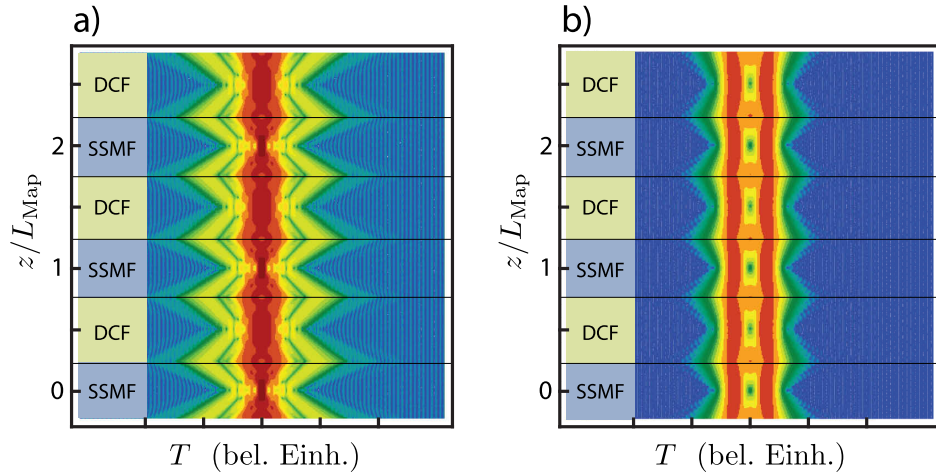 a)
DCF
2
SSMF
DCF
1
SSMF
DCF
0
SSMF
z/L_Map
T (bel. Einh.)
b)
DCF
2
SSMF
DCF
1
SSMF
DCF
0
SSMF
z/L_Map
T (bel. Einh.)